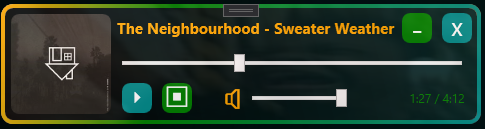 The Neighbourhood - Sweater Weather
X
1:27 / 4:12